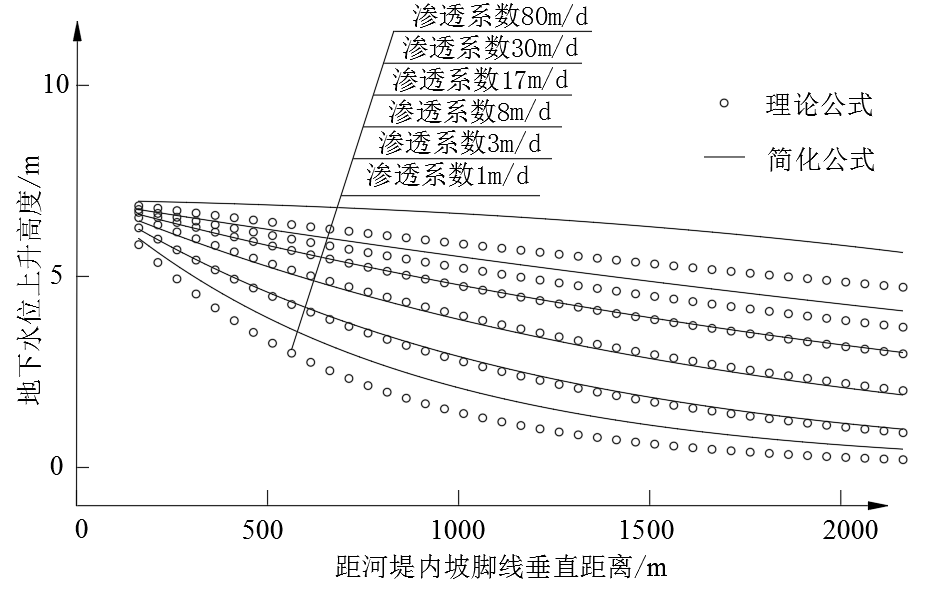 渗透系数80m/d
渗透系数30m/d
渗透系数17m/d
渗透系数8m/d
渗透系数3m/d
渗透系数1m/d
理论公式
简化公式
地下水位上升高度/m
10
5
0
0
500
1000
1500
2000
距河堤内坡脚线垂直距离/m